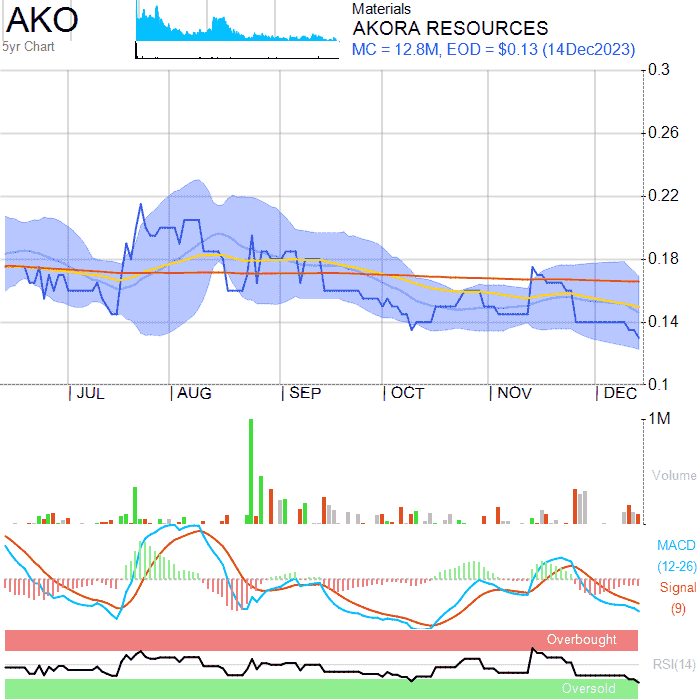 AKO
5yr Chart
Materials
AKORA RESOURCES
MC = 12.8M, EOD = $0.13 (14Dec2023)
0.3
0.26
0.22
0.18
0.14
0.1
JUL AUG SEP OCT NOV DEC
1M
Volume
MACD
(12-26)
Signal
(9)
Overbought
RSI(14)
Oversold